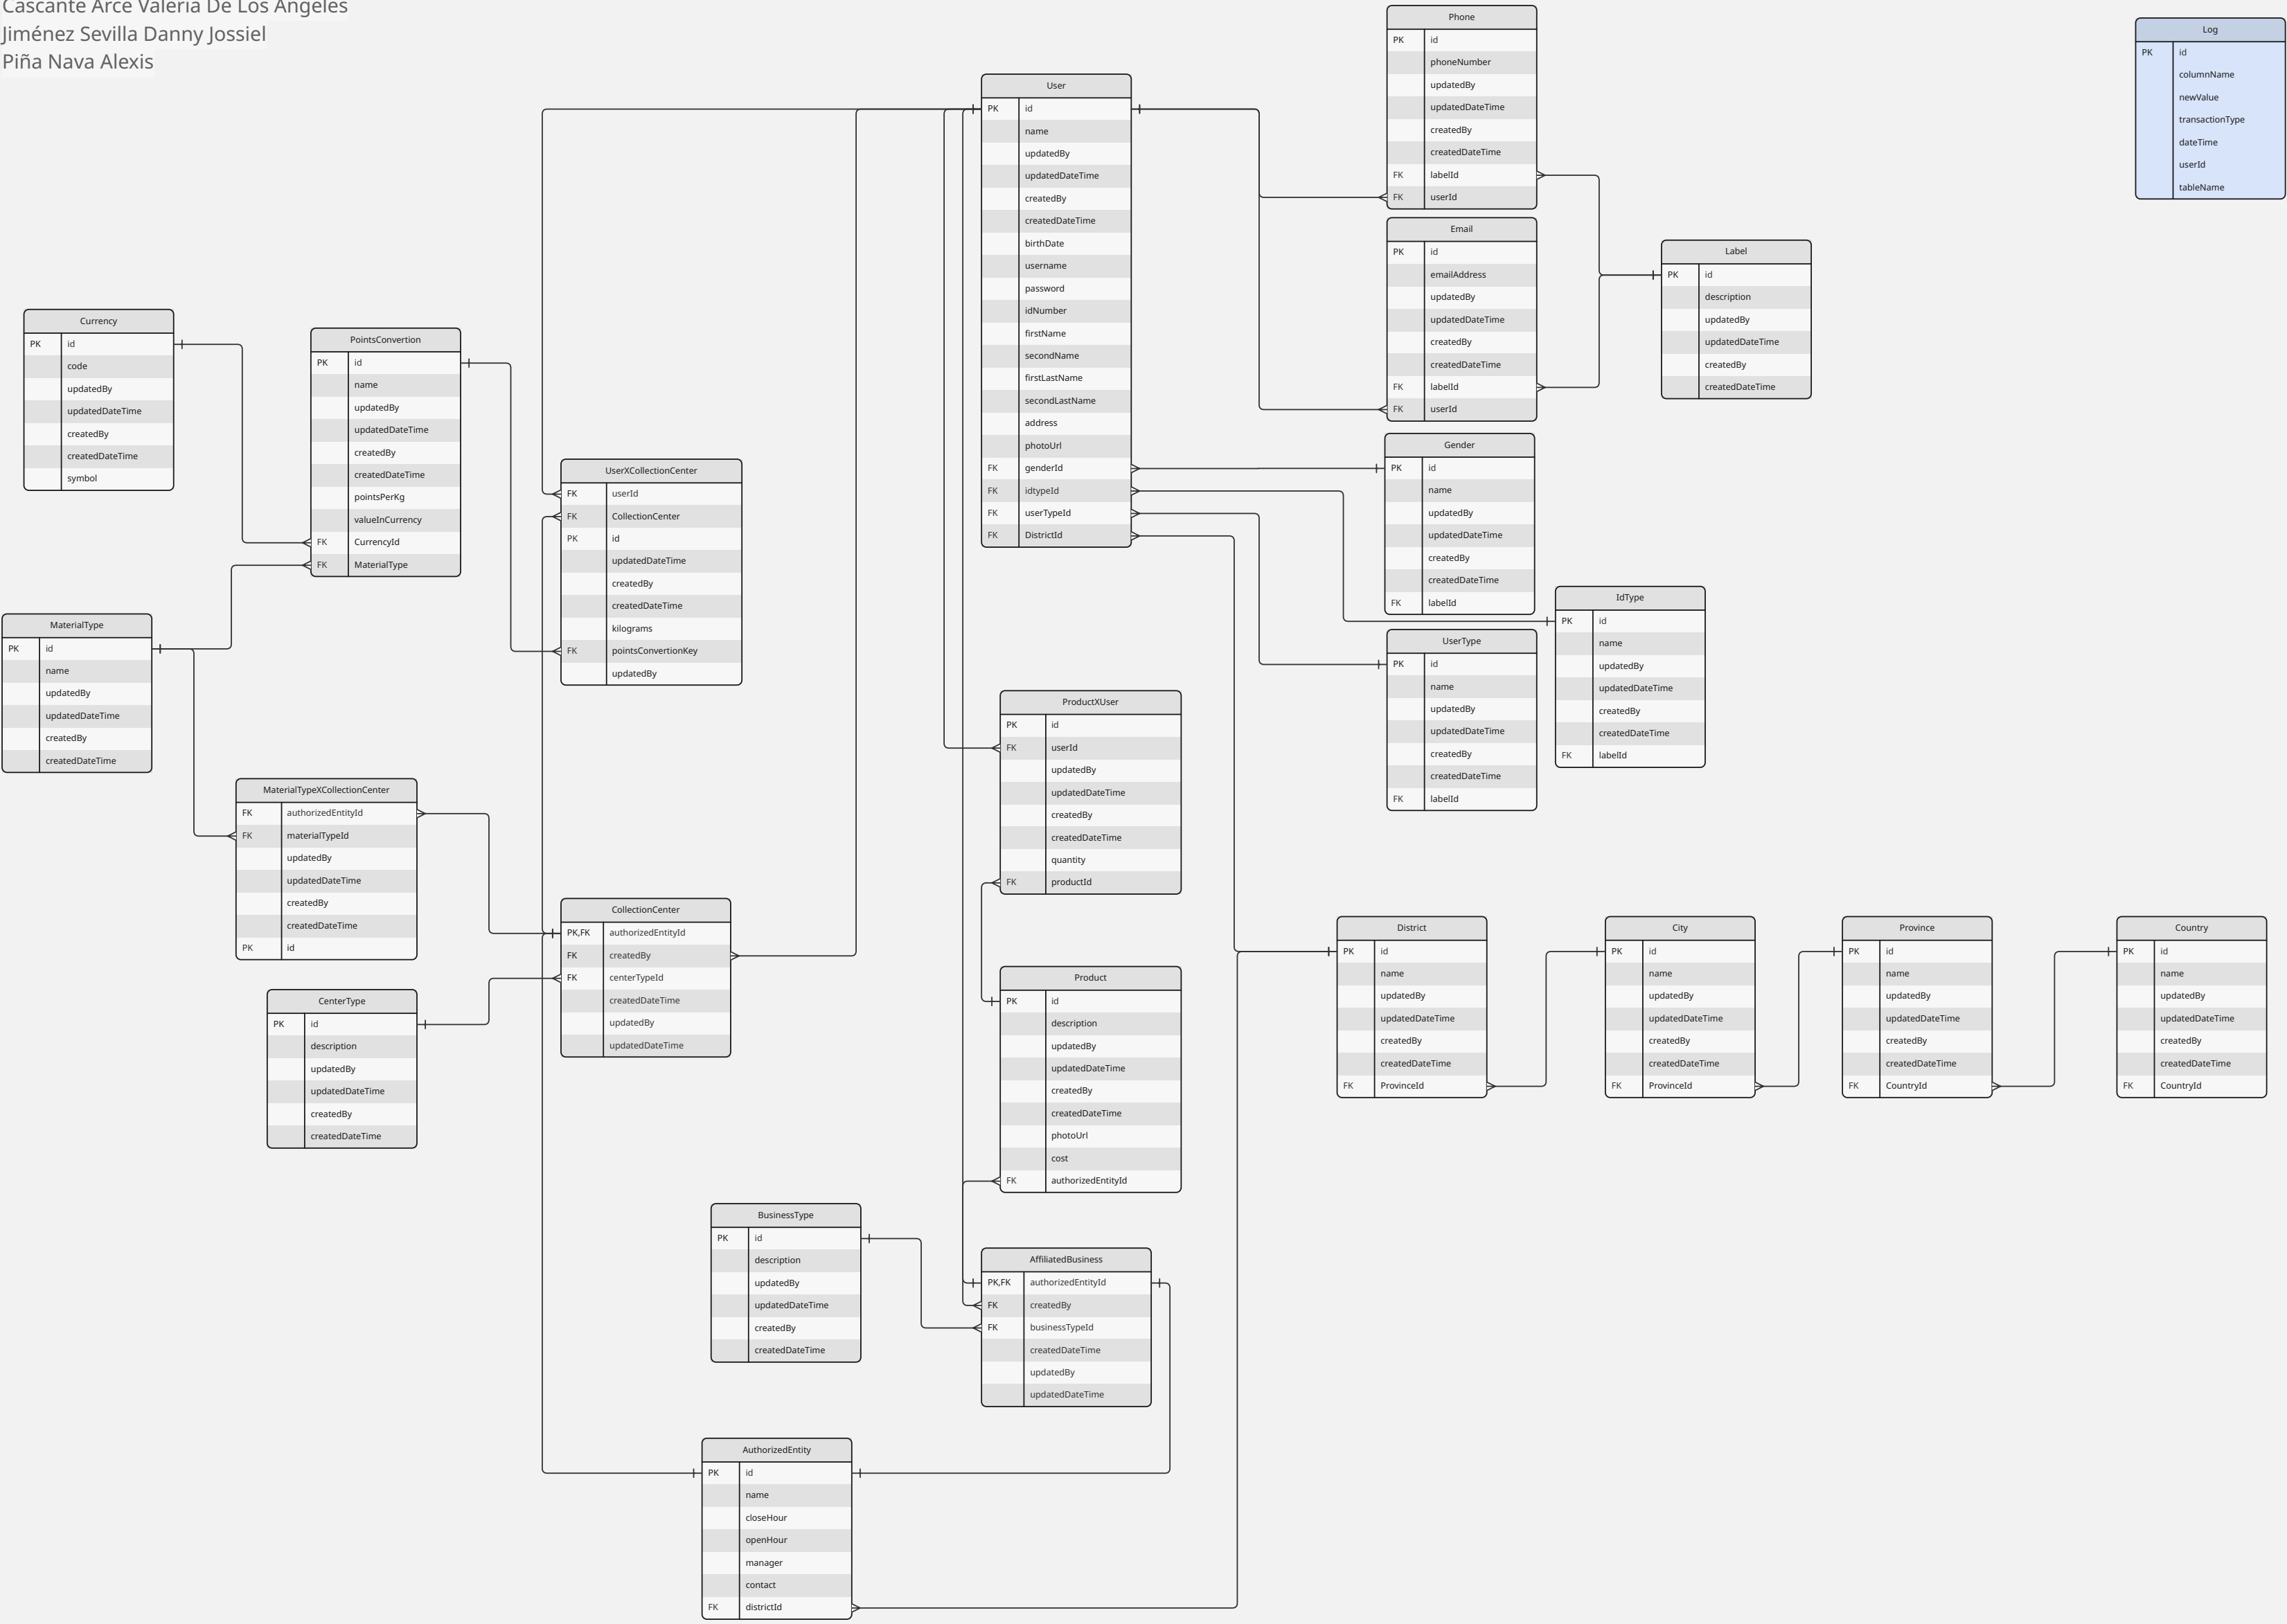 Cascante Arce Valeria De Los Angeles
Jiménez Sevilla Danny Jossiel
Piña Nava Alexis
Phone
PK id
phoneNumber
updatedBy
updatedDateTime
createdBy
createdDateTime
FK labelId
FK userId
Log
PK id
columnName
newValue
transactionType
dateTime
userId
tableName
User
PK id
name
updatedBy
updatedDateTime
createdBy
createdDateTime
birthDate
username
password
idNumber
firstName
secondName
firstLastName
secondLastName
address
photoUrl
FK genderId
FK idtypeId
FK userTypeId
FK DistrictId
Email
PK id
emailAddress
updatedBy
updatedDateTime
createdBy
createdDateTime
FK labelId
FK userId
Label
PK id
description
updatedBy
updatedDateTime
createdBy
createdDateTime
Currency
PK id
code
updatedBy
updatedDateTime
createdBy
createdDateTime
symbol
PointsConvertion
PK id
name
updatedBy
updatedDateTime
createdBy
createdDateTime
pointsPerKg
valueInCurrency
FK CurrencyId
FK MaterialType
UserXCollectionCenter
FK userId
FK CollectionCenter
PK id
updatedDateTime
createdBy
createdDateTime
kilograms
FK pointsConvertionKey
updatedBy
Gender
PK id
name
updatedBy
updatedDateTime
createdBy
createdDateTime
FK labelId
IdType
PK id
name
updatedBy
updatedDateTime
createdBy
createdDateTime
FK labelId
MaterialType
PK id
name
updatedBy
updatedDateTime
createdBy
createdDateTime
UserType
PK id
name
updatedBy
updatedDateTime
createdBy
createdDateTime
FK labelId
ProductXUser
PK id
FK userId
updatedBy
updatedDateTime
createdBy
createdDateTime
quantity
FK productId
MaterialTypeXCollectionCenter
FK authorizedEntityId
FK materialTypeId
updatedBy
updatedDateTime
createdBy
createdDateTime
PK id
CollectionCenter
PK,FK authorizedEntityId
FK createdBy
FK centerTypeId
createdDateTime
updatedBy
updatedDateTime
District
PK id
name
updatedBy
updatedDateTime
createdBy
createdDateTime
FK ProvinceId
City
PK id
name
updatedBy
updatedDateTime
createdBy
createdDateTime
FK ProvinceId
Province
PK id
name
updatedBy
updatedDateTime
createdBy
createdDateTime
FK CountryId
Country
PK id
name
updatedBy
updatedDateTime
createdBy
createdDateTime
FK CountryId
Product
PK id
description
updatedBy
updatedDateTime
createdBy
createdDateTime
photoUrl
cost
FK authorizedEntityId
CenterType
PK id
description
updatedBy
updatedDateTime
createdBy
createdDateTime
BusinessType
PK id
description
updatedBy
updatedDateTime
createdBy
createdDateTime
AffiliatedBusiness
PK,FK authorizedEntityId
FK createdBy
FK businessTypeId
createdDateTime
updatedBy
updatedDateTime
AuthorizedEntity
PK id
name
closeHour
openHour
manager
contact
FK districtId